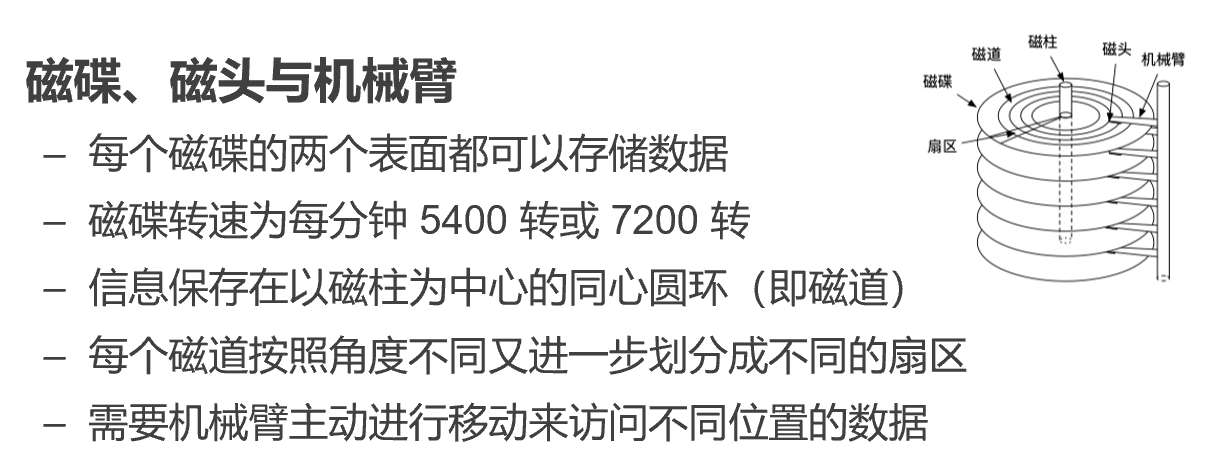 磁碟、磁头与机械臂
– 每个磁碟的两个表面都可以存储数据
– 磁碟转速为每分钟 5400 转或 7200 转
– 信息保存在以磁柱为中心的同心圆环（即磁道）
– 每个磁道按照角度不同又进一步划分成不同的扇区
– 需要机械臂主动进行移动来访问不同位置的数据
磁柱
磁道
磁头
机械臂
磁碟
扇区